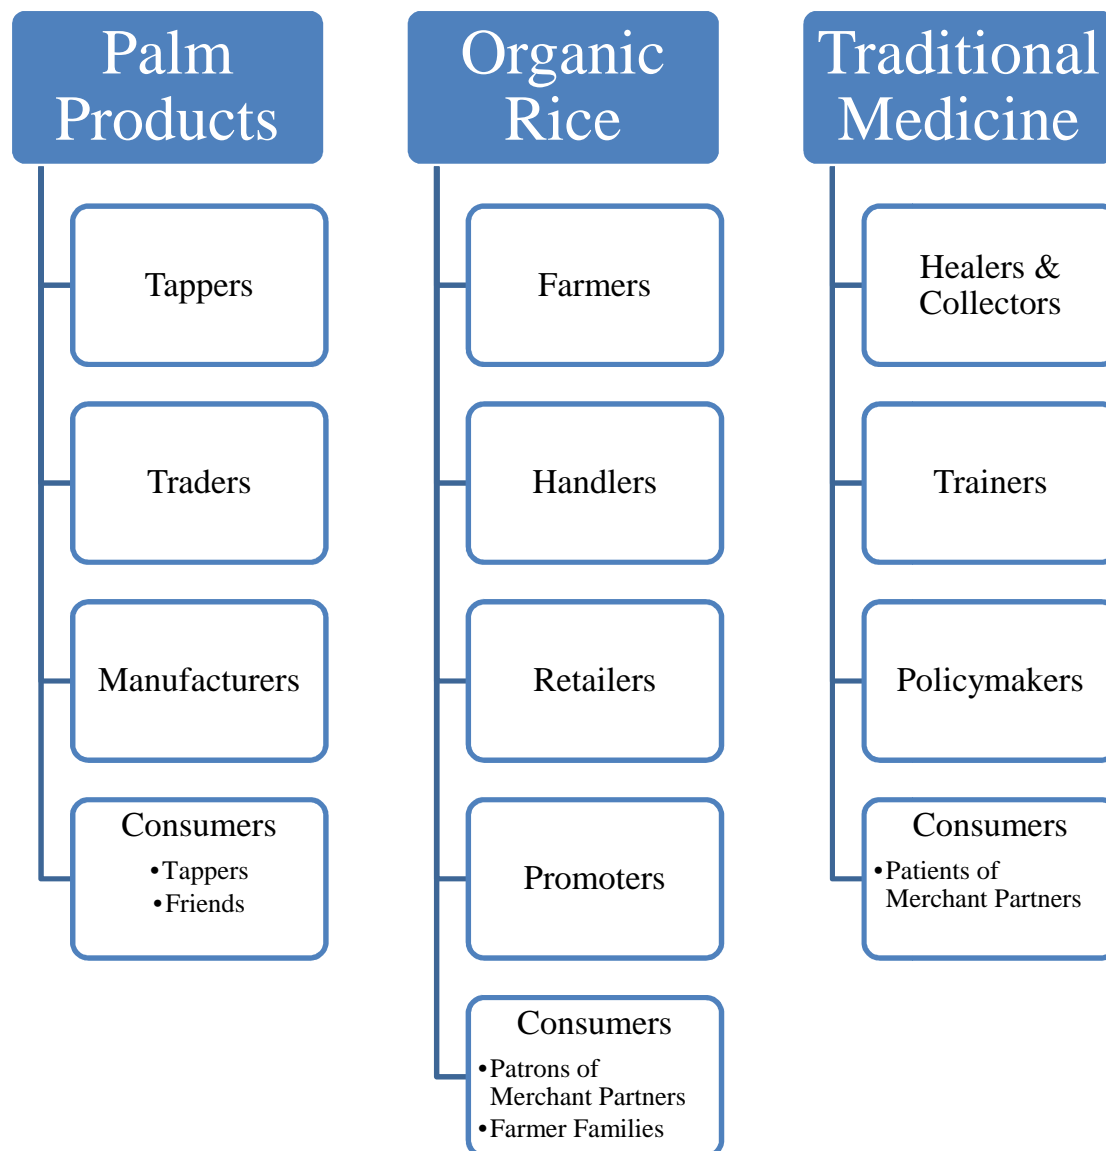 Palm
Products
Tappers
Traders
Manufacturers
Consumers
•Tappers
•Friends
Organic
Rice
Farmers
Handlers
Retailers
Promoters
Consumers
•Patrons of
Merchant Partners
•Farmer Families
Traditional
Medicine
Healers &
Collectors
Trainers
Policymakers
Consumers
•Patients of
Merchant Partners